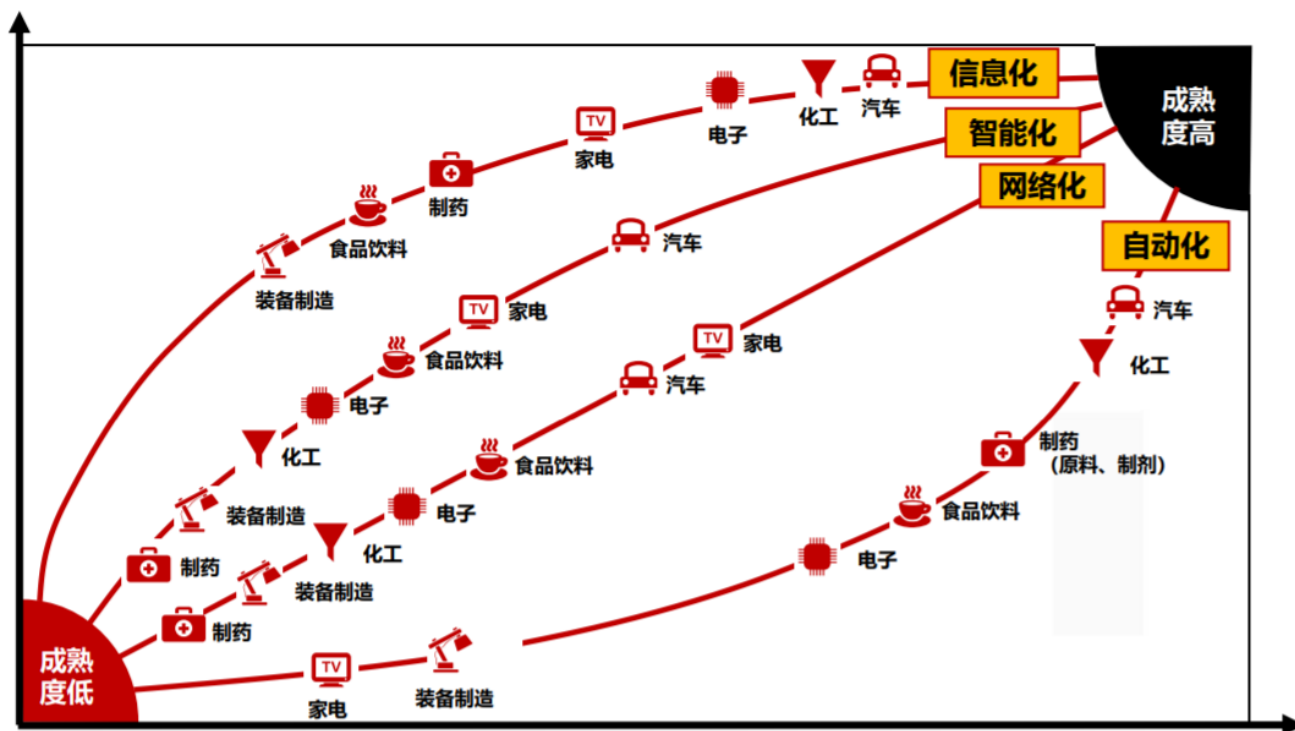 信息化
成熟
度高
化工
汽车
电子
TV
家电
智能化
制药
网络化
食品饮料
装备制造
汽车
自动化
TV
家电
汽车
食品饮料
TV
家电
化工
电子
汽车
化工
食品饮料
制药
(原料、制剂)
装备制造
电子
食品饮料
制药
化工
电子
装备制造
制药
成熟
度低
TV
家电
装备制造